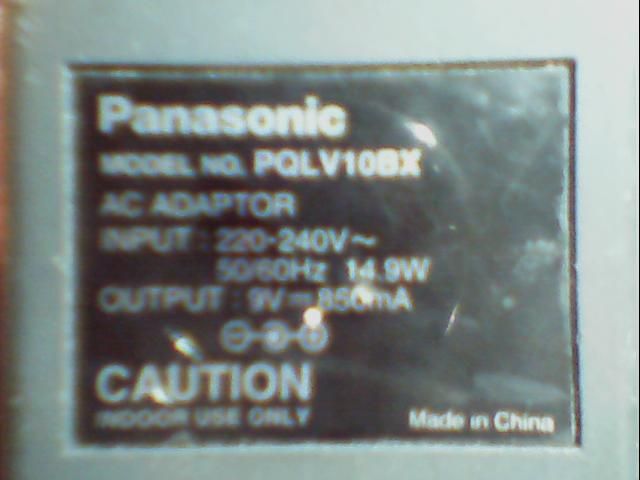 Panasonic
MODEL NO. PQLV10BX
AC ADAPTOR
INPUT : 220-240V~
50/60Hz 14.9W
OUTPUT : 9V⎓850mA
CAUTION
INDOOR USE ONLY
Made in China